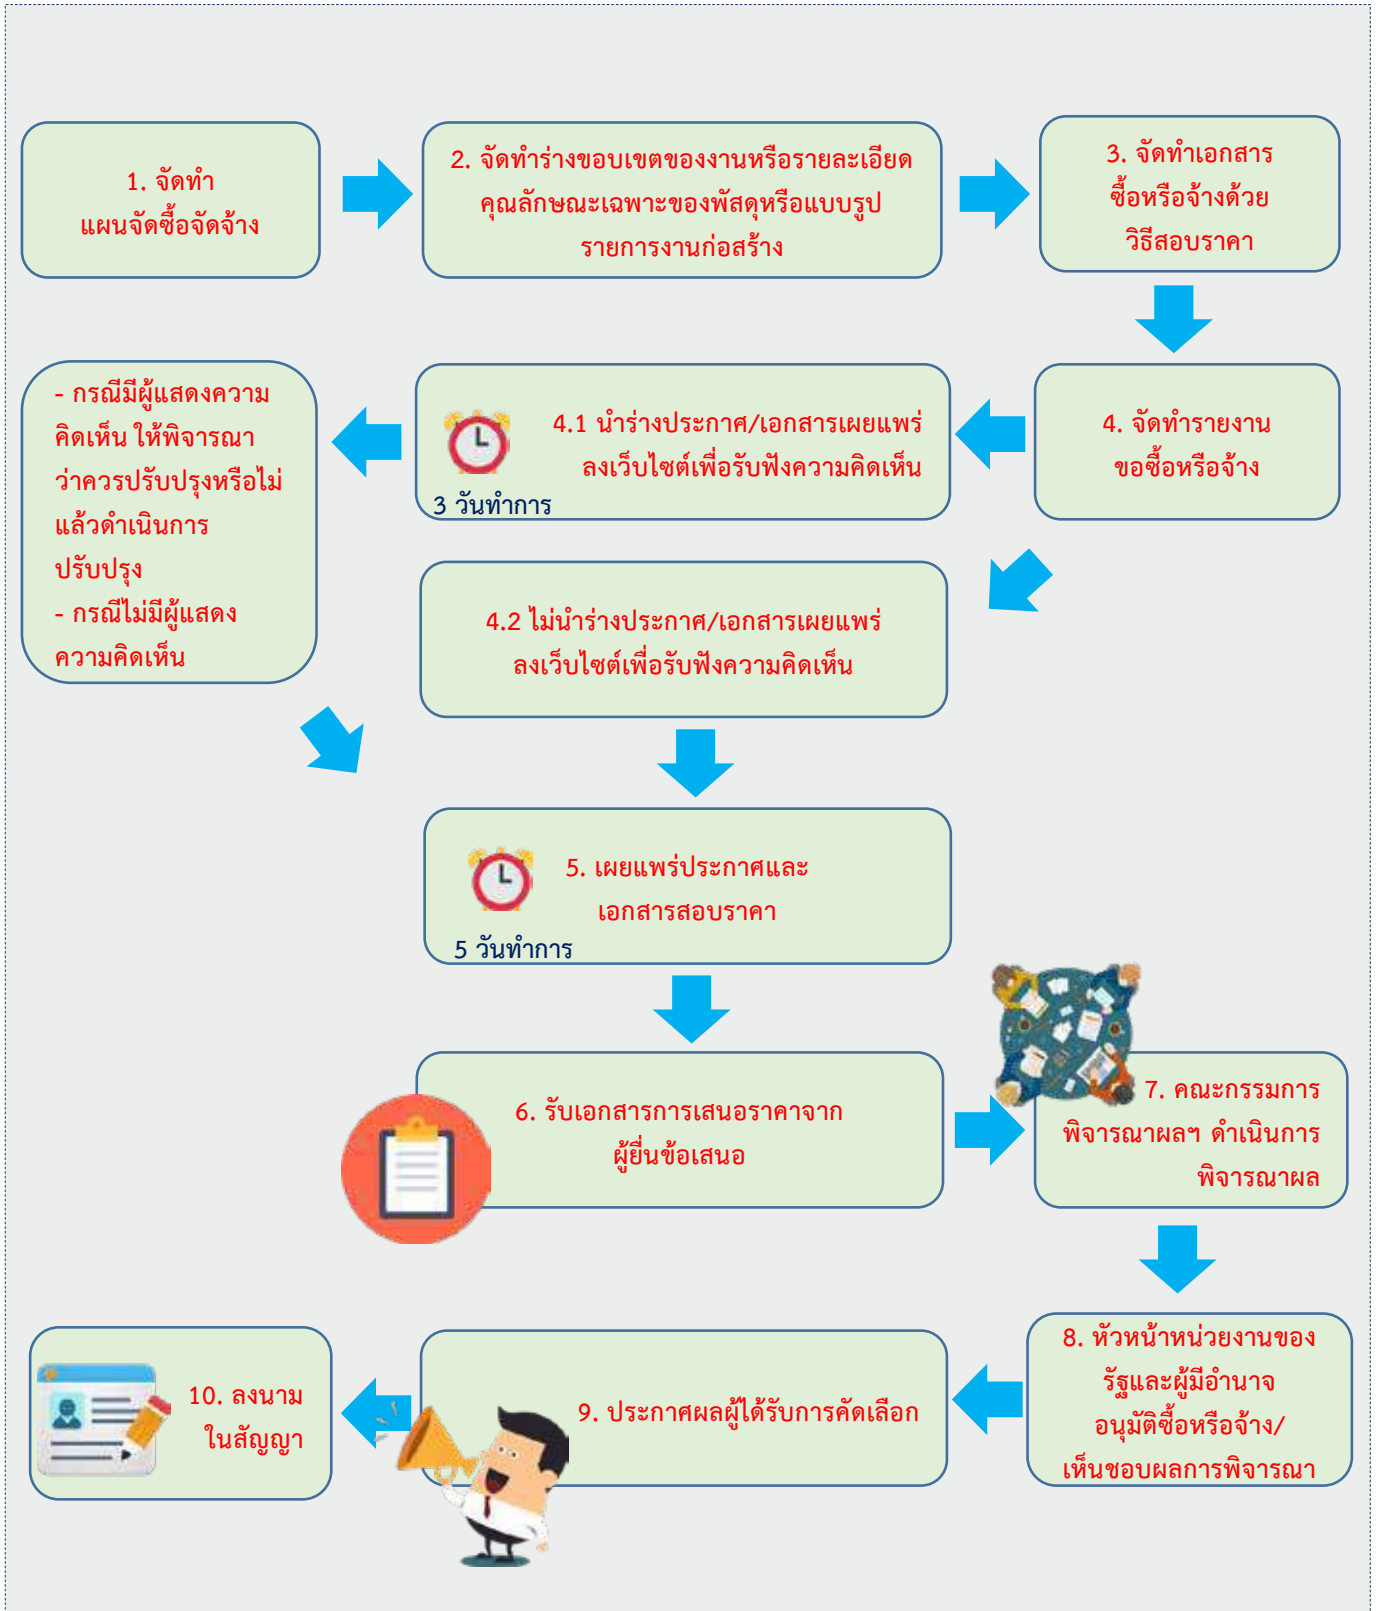 1. จัดทำ
แผนจัดซื้อจัดจ้าง
2. จัดทำร่างขอบเขตของงานหรือรายละเอียด
คุณลักษณะเฉพาะของพัสดุหรือแบบรูป
รายการงานก่อสร้าง
3. จัดทำเอกสาร
ซื้อหรือจ้างด้วย
วิธีสอบราคา
4. จัดทำรายงาน
ขอซื้อหรือจ้าง
4.1 นำร่างประกาศ/เอกสารเผยแพร่
ลงเว็บไซต์เพื่อรับฟังความคิดเห็น
3 วันทำการ
- กรณีมีผู้แสดงความ
คิดเห็น ให้พิจารณา
ว่าควรปรับปรุงหรือไม่
แล้วดำเนินการ
ปรับปรุง
- กรณีไม่มีผู้แสดง
ความคิดเห็น
4.2 ไม่นำร่างประกาศ/เอกสารเผยแพร่
ลงเว็บไซต์เพื่อรับฟังความคิดเห็น
5. เผยแพร่ประกาศและ
เอกสารสอบราคา
5 วันทำการ
6. รับเอกสารการเสนอราคาจาก
ผู้ยื่นข้อเสนอ
7. คณะกรรมการ
พิจารณาผลฯ ดำเนินการ
พิจารณาผล
8. หัวหน้าหน่วยงานของ
รัฐและผู้มีอำนาจ
อนุมัติซื้อหรือจ้าง/
เห็นชอบผลการพิจารณา
9. ประกาศผลผู้ได้รับการคัดเลือก
10. ลงนาม
ในสัญญา